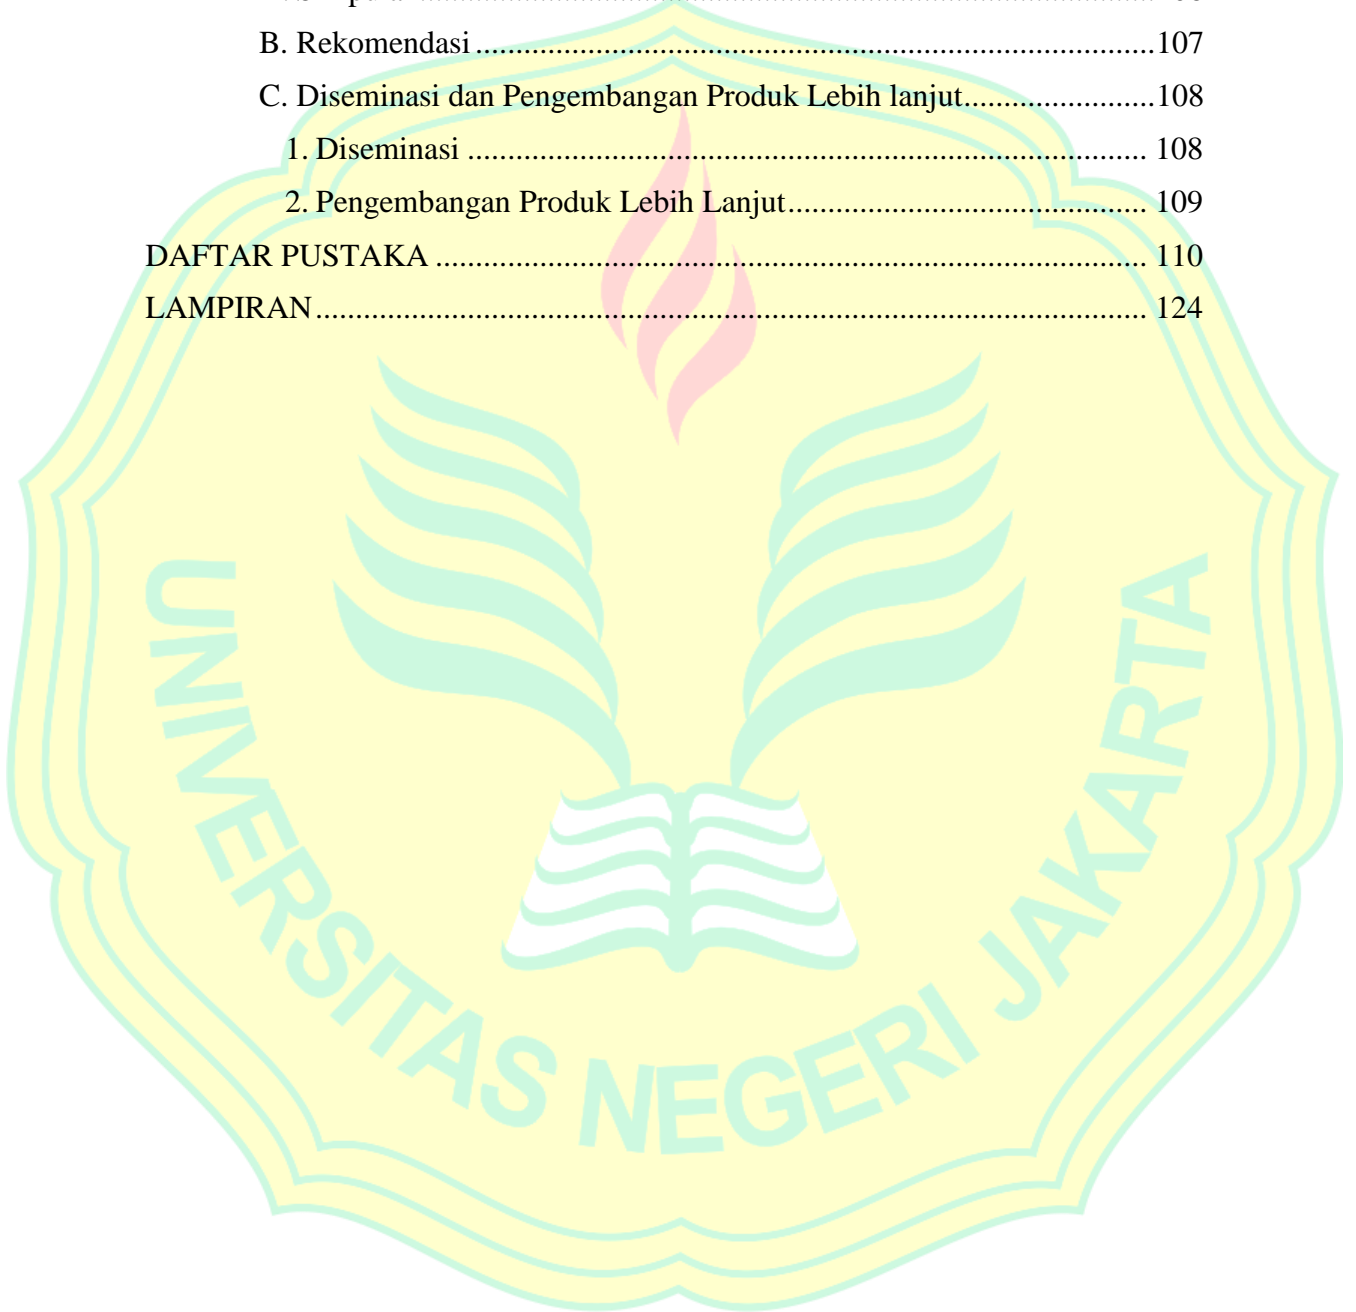 B. Rekomendasi ..................................................................................... 107
C. Diseminasi dan Pengembangan Produk Lebih lanjut ........................ 108
1. Diseminasi ..................................................................................... 108
2. Pengembangan Produk Lebih Lanjut ............................................. 109
DAFTAR PUSTAKA ......................................................................................... 110
LAMPIRAN ........................................................................................................ 124
UNIVERSITAS NEGERI JAKARTA